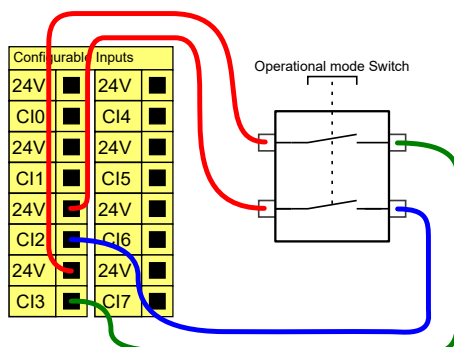 Configurable Inputs
Operational mode Switch
24V 24V
CI0 CI4
24V 24V
CI1 CI5
24V 24V
CI2 CI6
24V 24V
CI3 CI7